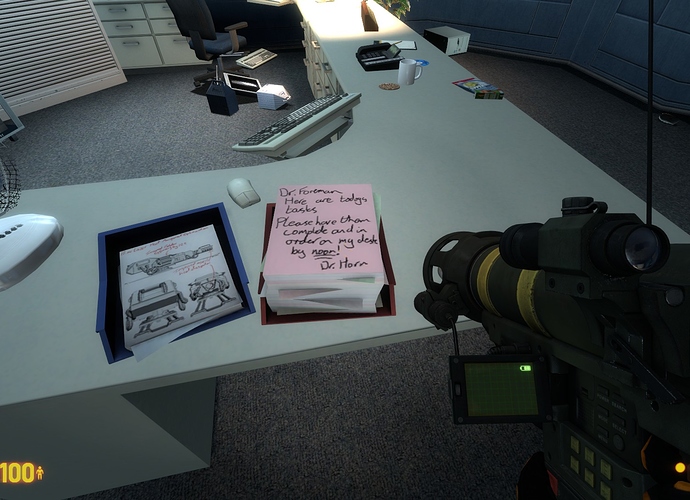 Dr. Foreman
Here are todays
tasks
Please have them
complete and in
order on my desk
by noon!
Dr. Horn
100